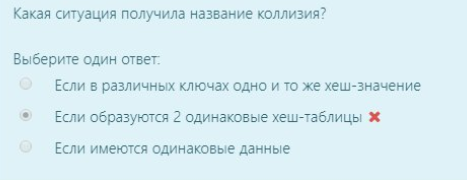 Какая ситуация получила название коллизия?
Выберите один ответ:
Если в различных ключах одно и то же хеш-значение
Если образуются 2 одинаковые хеш-таблицы
Если имеются одинаковые данные